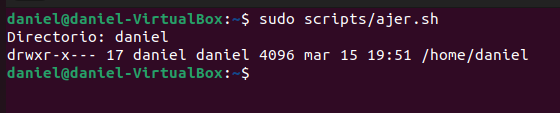 daniel@daniel-VirtualBox:~$ sudo scripts/ajer.sh
Directorio: daniel
drwxr-x--- 17 daniel daniel 4096 mar 15 19:51 /home/daniel
daniel@daniel-VirtualBox:~$